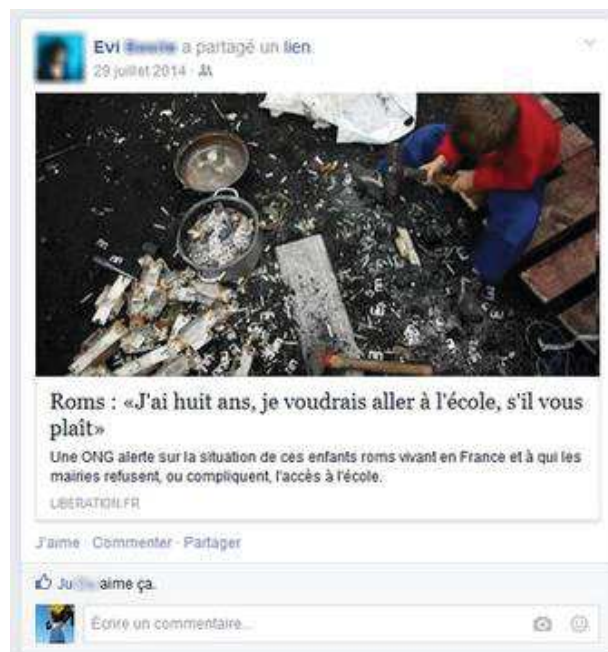 Evi a partagé un lien.
29 juillet 2014
Roms : «J'ai huit ans, je voudrais aller à l'école, s'il vous
plaît»
Une ONG alerte sur la situation de ces enfants roms vivant en France et à qui les
mairies refusent, ou compliquent, l'accès à l'école.
LIBERATION.FR
J'aime · Commenter · Partager
Ju aime ça.
Écrire un commentaire...